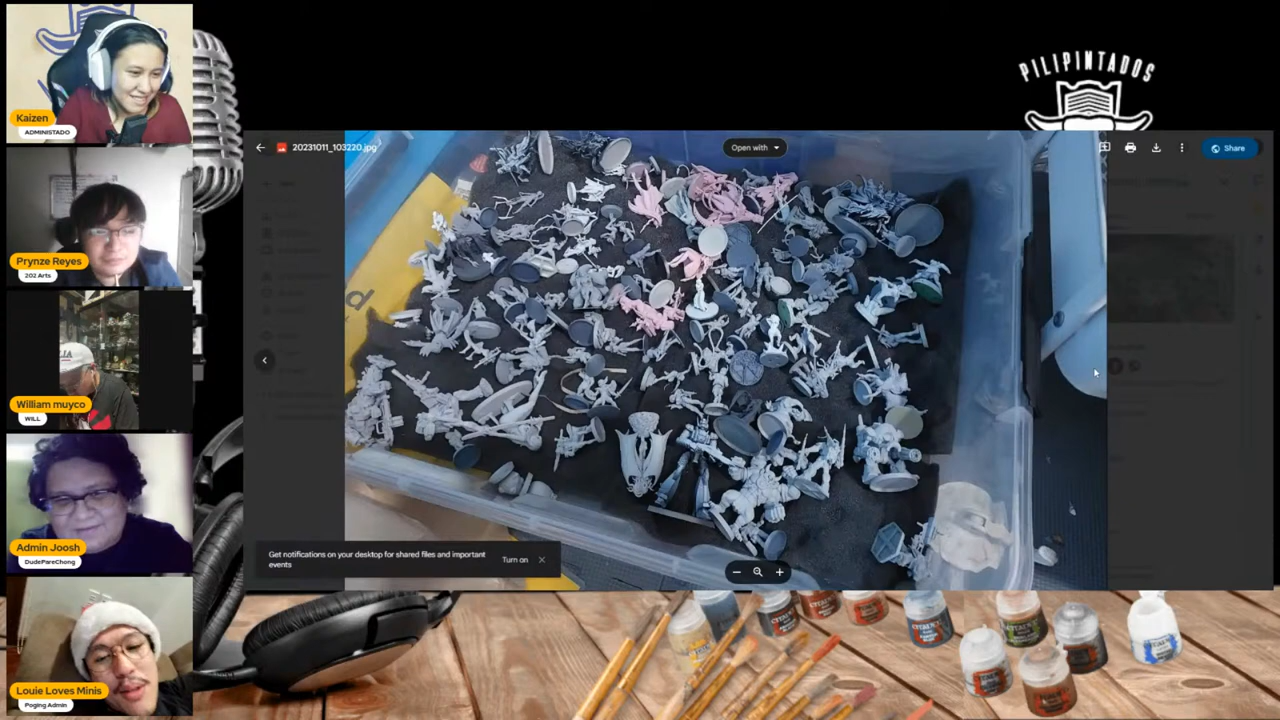 Kaizen
ADMINISTADO
Prynze Reyes
202 Arts
William muyco
WILL
Admin Joosh
DudePareChong
Louie Loves Minis
Poging Admin
PILIPINTADOS
20231011_103220.jpg
Open with
Share
d
Get notifications on your desktop for shared files and important
events
Turn on